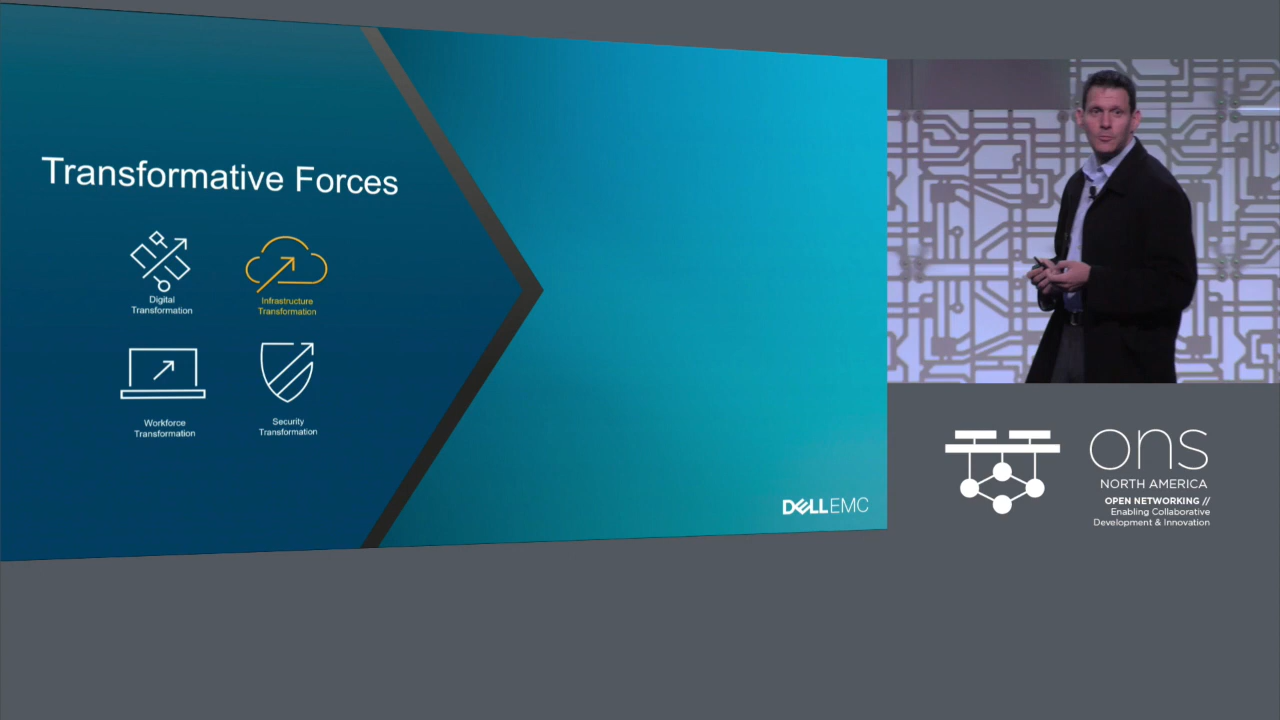 Transformative Forces
Digital
Transformation
Infrastructure
Transformation
Workforce
Transformation
Security
Transformation
DELLEMC
ons
NORTH AMERICA
OPEN NETWORKING //
Enabling Collaborative
Development & Innovation